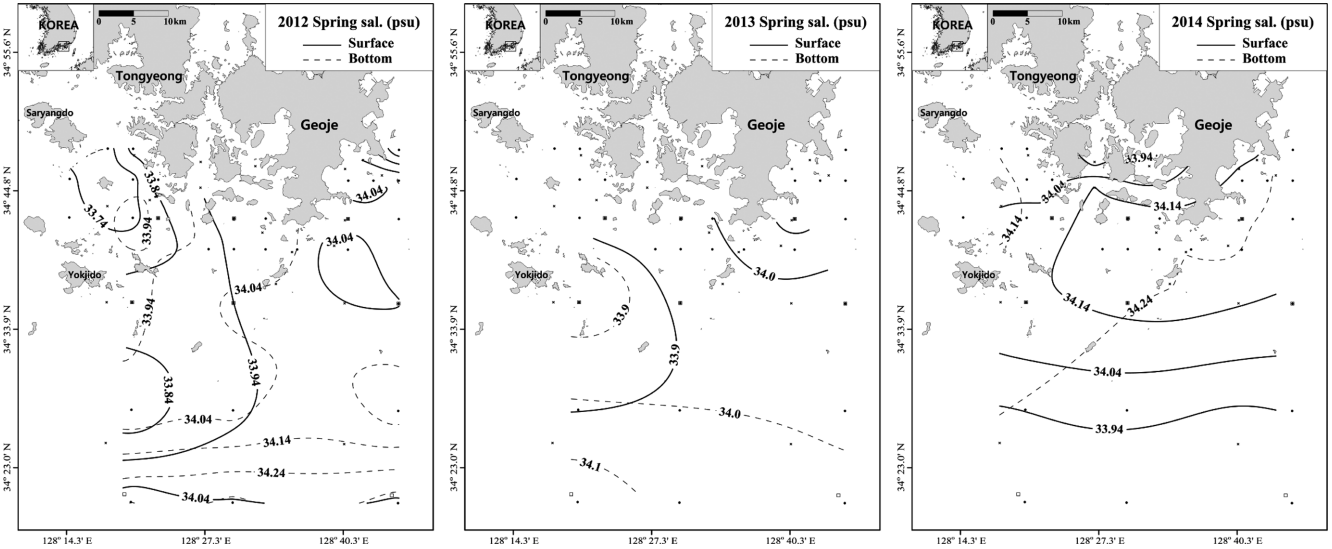 KOREA
0 5 10km
2012 Spring sal. (psu)
Surface
Bottom
Tongyeong
Saryangdo
Geoje
Yokjido
33.84
33.74
33.94
34.04
34.04
34.04
33.94
33.94
33.84
34.04
34.14
34.24
34.04
34° 55.6' N
34° 44.8' N
34° 33.9' N
34° 23.0' N
128° 14.3' E
128° 27.3' E
128° 40.3' E
KOREA
0 5 10km
2013 Spring sal. (psu)
Surface
Bottom
Tongyeong
Saryangdo
Geoje
Yokjido
34.0
33.9
33.9
34.0
34.1
34° 55.6' N
34° 44.8' N
34° 33.9' N
34° 23.0' N
128° 14.3' E
128° 27.3' E
128° 40.3' E
KOREA
0 5 10km
2014 Spring sal. (psu)
Surface
Bottom
Tongyeong
Saryangdo
Geoje
Yokjido
33.94
34.04
34.14
34.14
34.14
34.24
34.04
33.94
34° 55.6' N
34° 44.8' N
34° 33.9' N
34° 23.0' N
128° 14.3' E
128° 27.3' E
128° 40.3' E